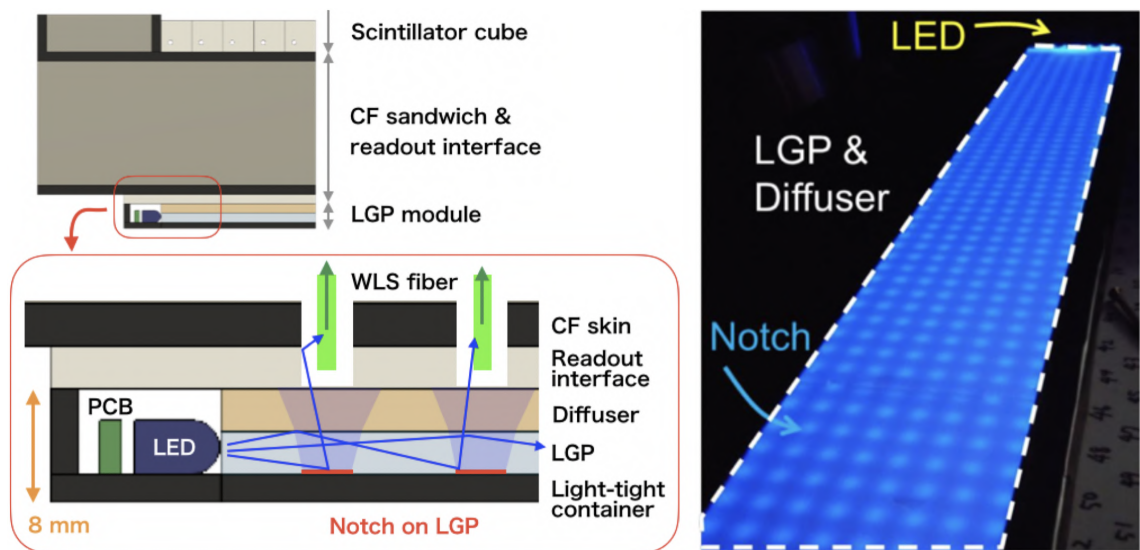 Scintillator cube
CF sandwich &
readout interface
LGP module
WLS fiber
CF skin
Readout
interface
PCB
Diffuser
LED
LGP
Light-tight
container
8 mm
Notch on LGP
LED
LGP &
Diffuser
Notch